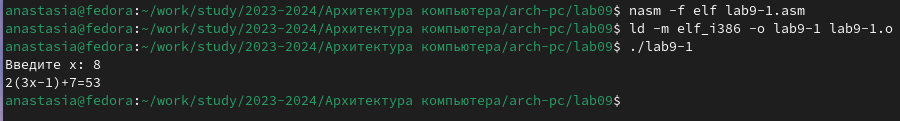 anastasia@fedora:~/work/study/2023-2024/Архитектура компьютера/arch-pc/lab09$ nasm -f elf lab9-1.asm
anastasia@fedora:~/work/study/2023-2024/Архитектура компьютера/arch-pc/lab09$ ld -m elf_i386 -o lab9-1 lab9-1.o
anastasia@fedora:~/work/study/2023-2024/Архитектура компьютера/arch-pc/lab09$ ./lab9-1
Введите x: 8
2(3x-1)+7=53
anastasia@fedora:~/work/study/2023-2024/Архитектура компьютера/arch-pc/lab09$